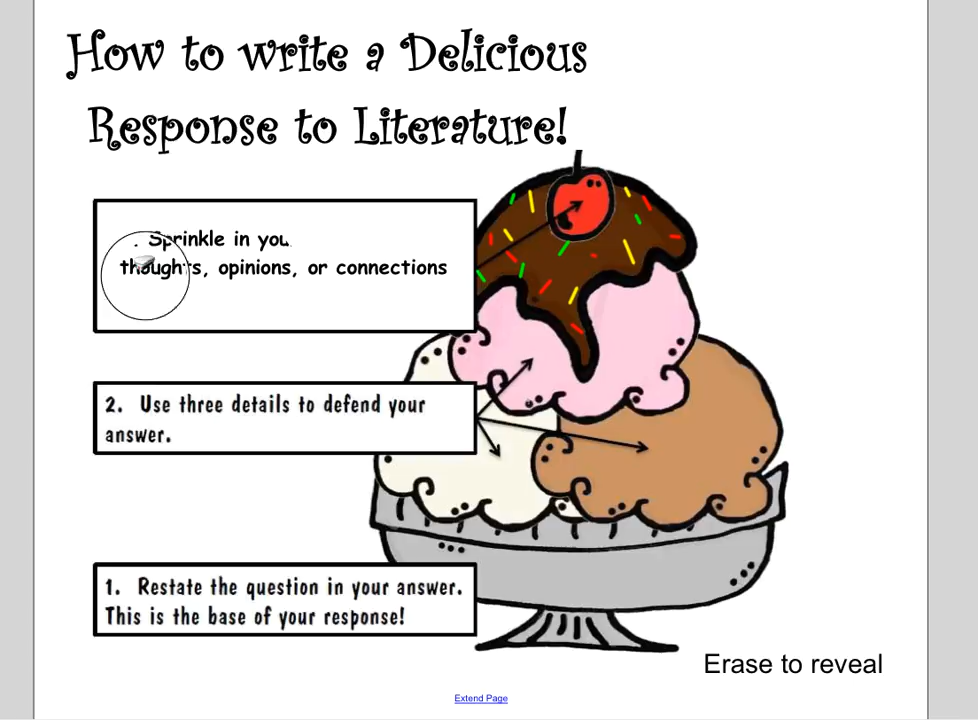 How to write a Delicious
Response to Literature!
. Sprinkle in you
thoughts, opinions, or connections
2. Use three details to defend your
answer.
1. Restate the question in your answer.
This is the base of your response!
Erase to reveal
Extend Page